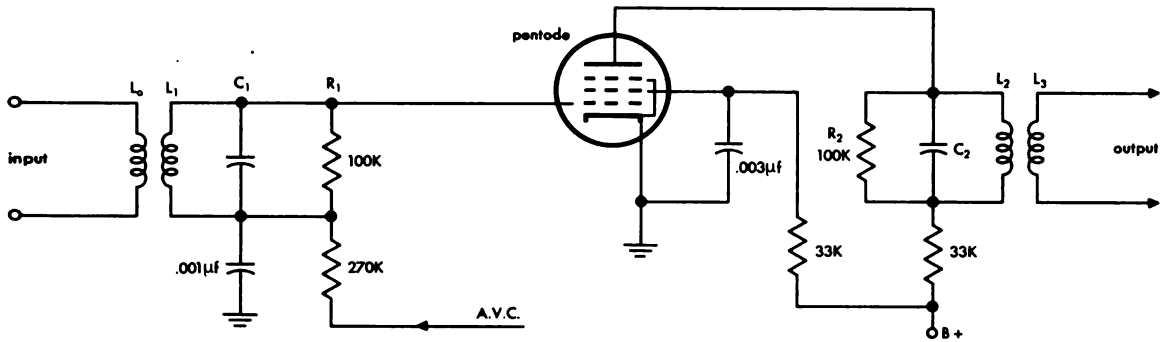 pentode
L₀ L₁ C₁ R₁
L₂ L₃
input
100K
.003µf
R₂
100K
C₂
output
.001µf
270K
33K
33K
A.V.C.
B+